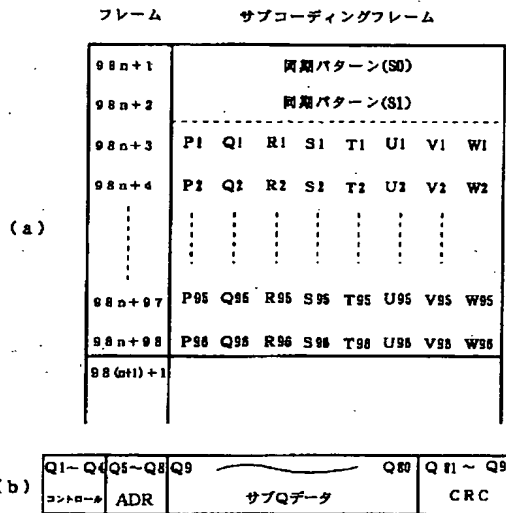 フレーム サブコーディングフレーム
98n+1 同期パターン(S0)
98n+2 同期パターン(S1)
98n+3 P1 Q1 R1 S1 T1 U1 V1 W1
98n+4 P2 Q2 R2 S2 T2 U2 V2 W2
(a)
98n+97 P95 Q95 R95 S95 T95 U95 V95 W95
98n+98 P96 Q96 R96 S96 T96 U96 V96 W96
98(n+1)+1
(b) Q1~Q4 Q5~Q8 Q9 Q80 Q81~Q9
コントロール ADR サブQデータ CRC